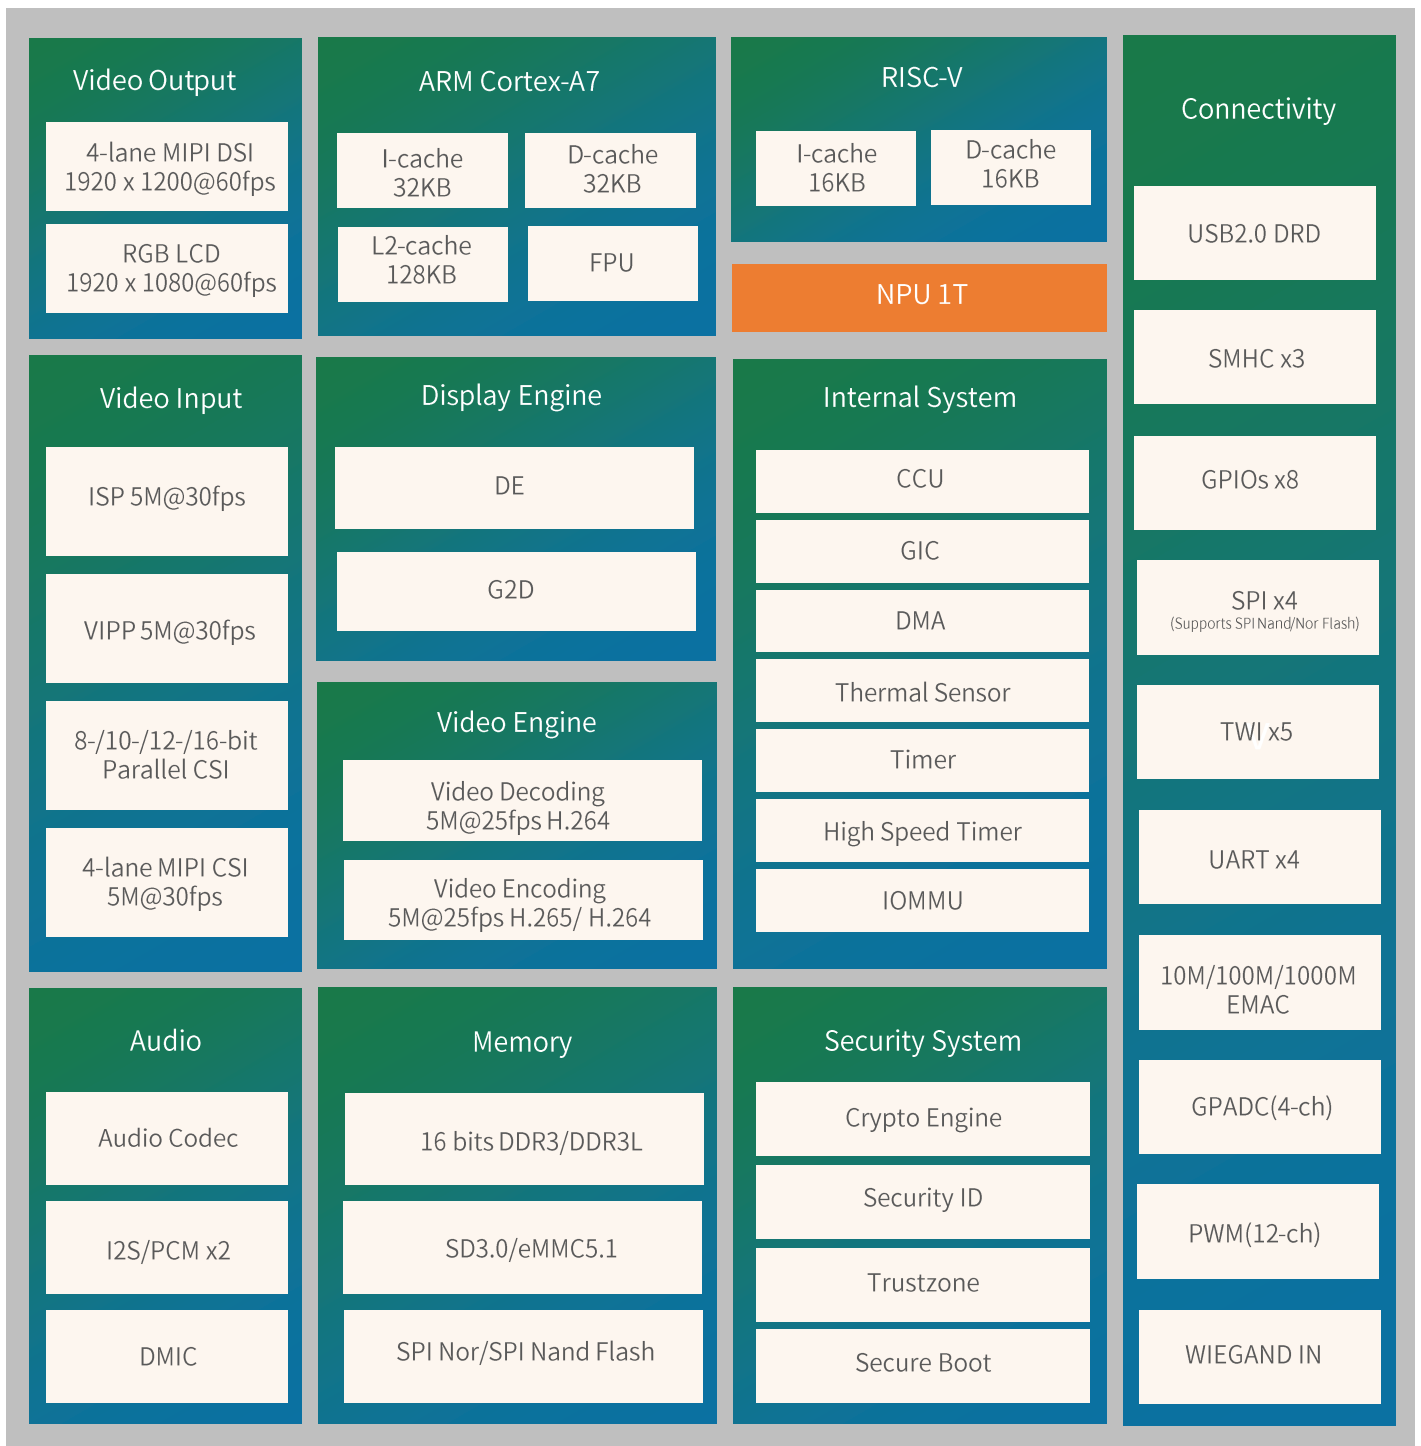 Video Output
4-lane MIPI DSI
1920 x 1200@60fps
RGB LCD
1920 x 1080@60fps
ARM Cortex-A7
I-cache
32KB
D-cache
32KB
L2-cache
128KB
FPU
RISC-V
I-cache
16KB
D-cache
16KB
NPU 1T
Video Input
ISP 5M@30fps
VIPP 5M@30fps
8-/10-/12-/16-bit
Parallel CSI
4-lane MIPI CSI
5M@30fps
Display Engine
DE
G2D
Video Engine
Video Decoding
5M@25fps H.264
Video Encoding
5M@25fps H.265/ H.264
Internal System
CCU
GIC
DMA
Thermal Sensor
Timer
High Speed Timer
IOMMU
Audio
Audio Codec
I2S/PCM x2
DMIC
Memory
16 bits DDR3/DDR3L
SD3.0/eMMC5.1
SPI Nor/SPI Nand Flash
Security System
Crypto Engine
Security ID
Trustzone
Secure Boot
Connectivity
USB2.0 DRD
SMHC x3
GPIOs x8
SPI x4
(Supports SPI Nand/Nor Flash)
TWI x5
UART x4
10M/100M/1000M
EMAC
GPADC(4-ch)
PWM(12-ch)
WIEGAND IN